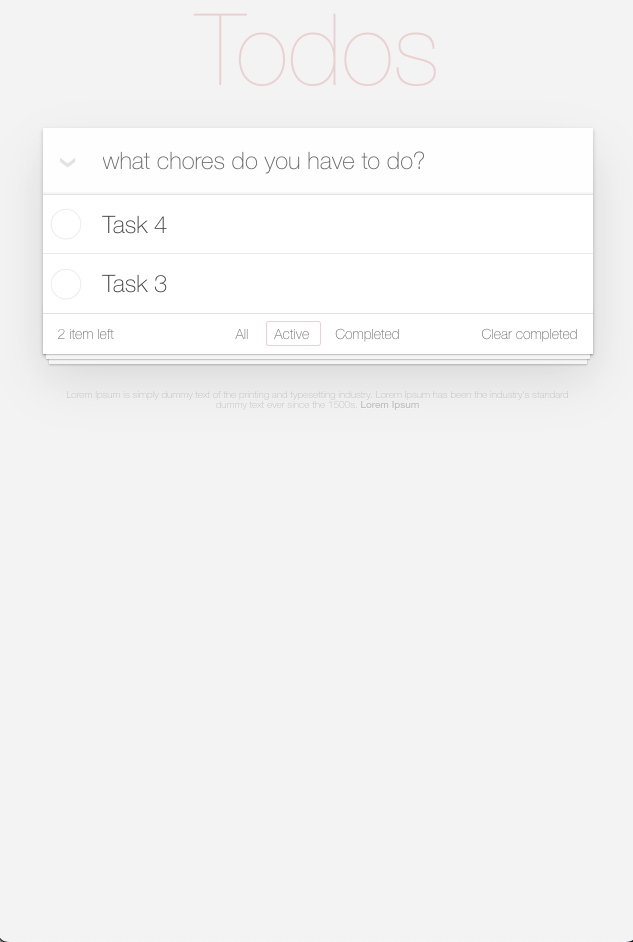 Todos
what chores do you have to do?
Task 4
Task 3
2 item left All Active Completed Clear completed
Lorem Ipsum is simply dummy text of the printing and typesetting industry. Lorem Ipsum has been the industry's standard
dummy text ever since the 1500s. Lorem Ipsum